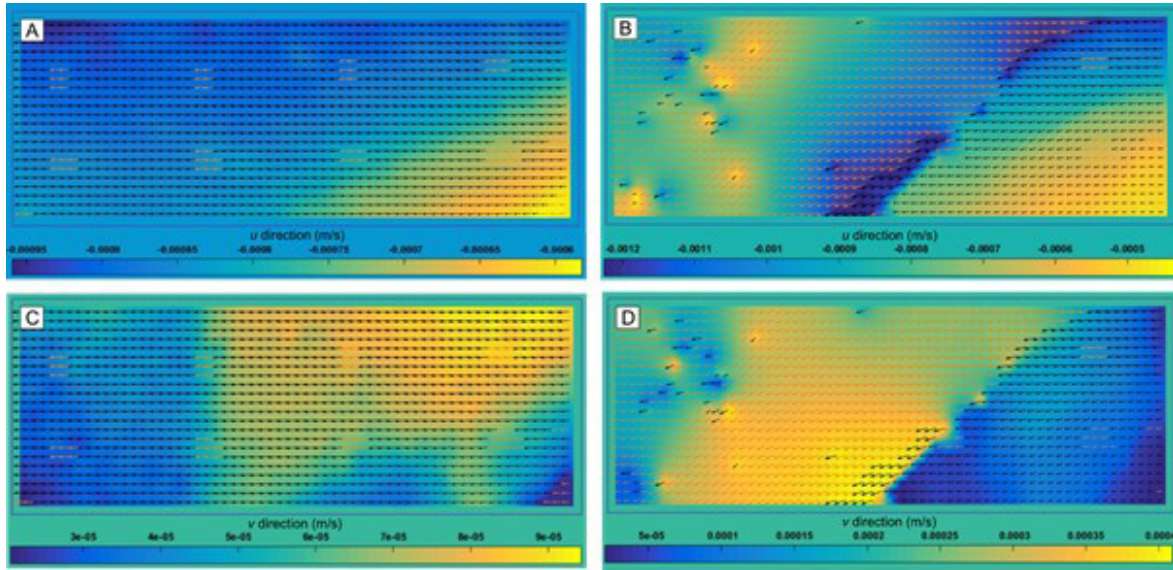 A
u direction (m/s)
-0.00095 -0.0009 -0.00085 -0.0008 -0.00075 -0.0007 -0.00065 -0.0006
B
u direction (m/s)
-0.0012 -0.0011 -0.001 -0.0009 -0.0008 -0.0007 -0.0006 -0.0005
C
v direction (m/s)
3e-05 4e-05 5e-05 6e-05 7e-05 8e-05 9e-05
D
v direction (m/s)
5e-05 0.0001 0.00015 0.0002 0.00025 0.0003 0.00035